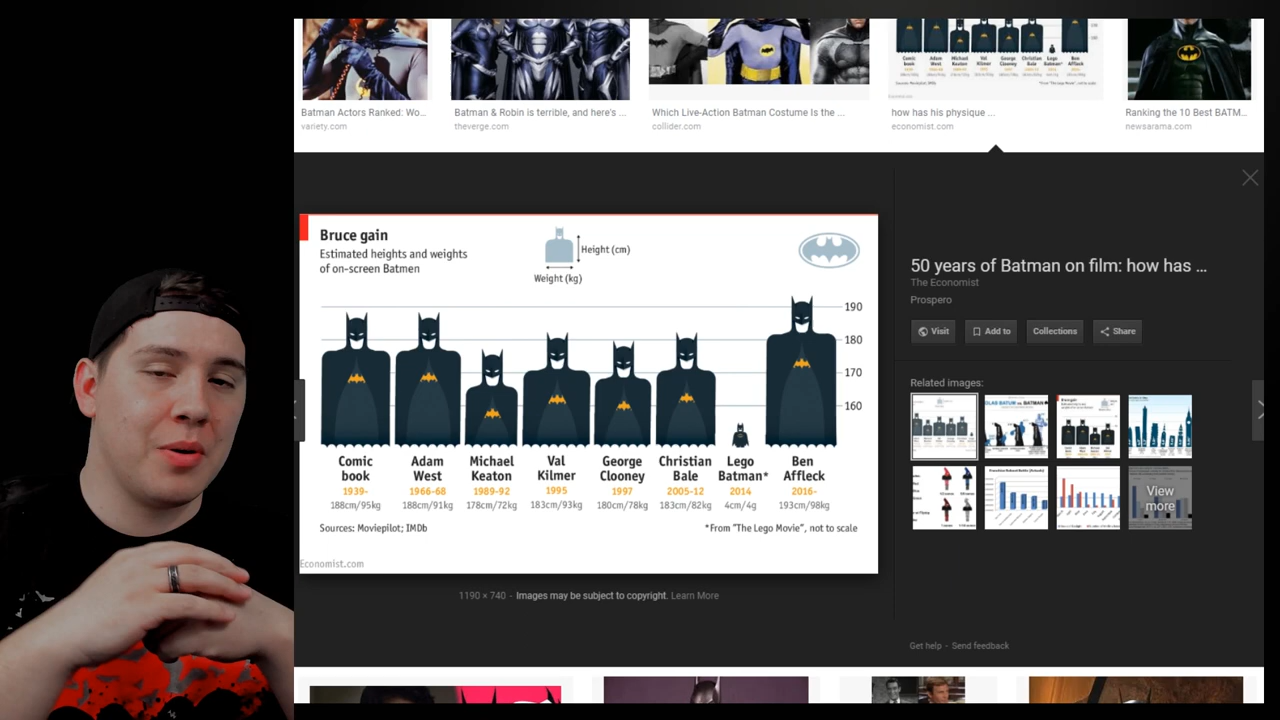 Batman Actors Ranked: Wo...
variety.com
Batman & Robin is terrible, and here's ...
theverge.com
Which Live-Action Batman Costume Is the ...
collider.com
how has his physique ...
economist.com
Ranking the 10 Best BATM...
newsarama.com
Bruce gain
Estimated heights and weights
of on-screen Batmen
Height (cm)
Weight (kg)
190
180
170
160
Comic book
1939-
188cm/95kg
Adam West
1966-68
188cm/91kg
Michael Keaton
1989-92
178cm/72kg
Val Kilmer
1995
183cm/93kg
George Clooney
1997
180cm/78kg
Christian Bale
2005-12
183cm/82kg
Lego Batman*
2014
4cm/4g
Ben Affleck
2016-
193cm/98kg
Sources: Moviepilot; IMDb
*From "The Lego Movie", not to scale
Economist.com
1190 × 740 - Images may be subject to copyright. Learn More
50 years of Batman on film: how has ...
The Economist
Prospero
Visit
Add to
Collections
Share
Related images:
View more
Get help - Send feedback